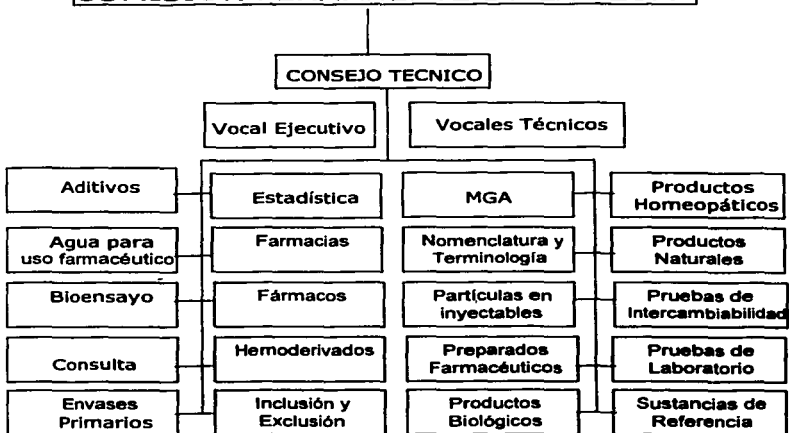 CONSEJO TECNICO
Vocal Ejecutivo
Vocales Técnicos
Aditivos
Estadística
MGA
Productos
Homeopáticos
Agua para
uso farmacéutico
Farmacias
Nomenclatura y
Terminología
Productos
Naturales
Bioensayo
Fármacos
Partículas en
inyectables
Pruebas de
Intercambiabilidad
Consulta
Hemoderivados
Preparados
Farmacéuticos
Pruebas de
Laboratorio
Envases
Primarios
Inclusión y
Exclusión
Productos
Biológicos
Sustancias de
Referencia